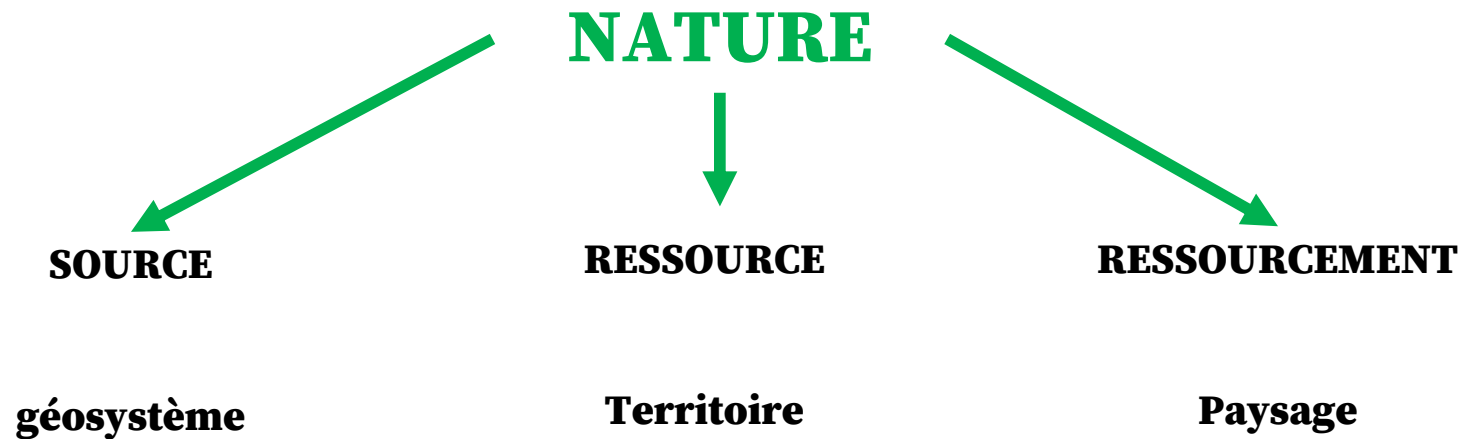 NATURE
SOURCE
RESSOURCE
RESSOURCEMENT
géosystème
Territoire
Paysage